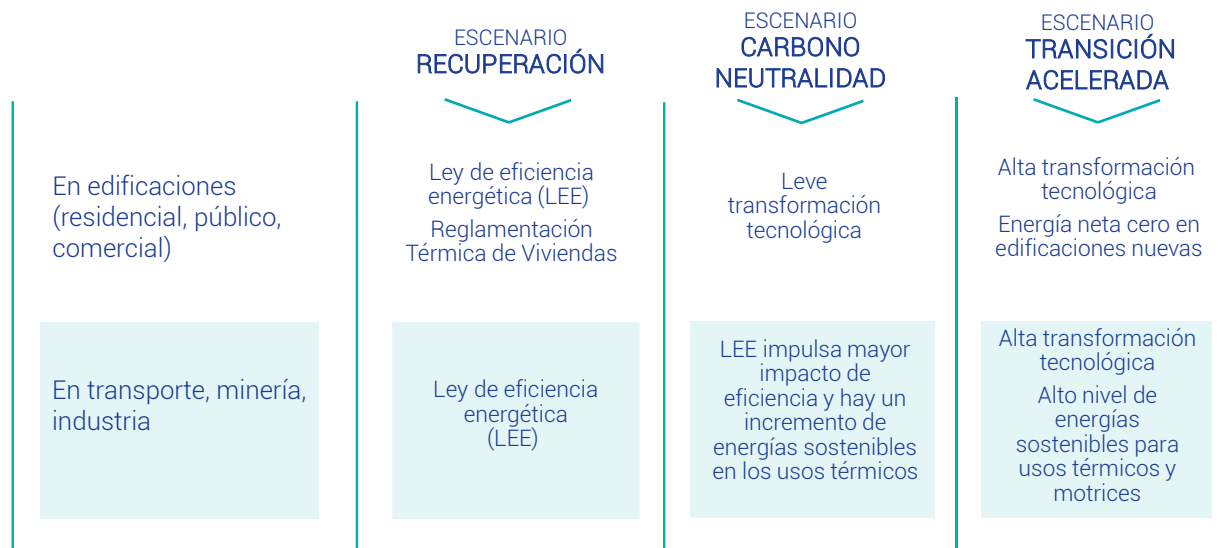 ESCENARIO
RECUPERACIÓN
ESCENARIO
CARBONO
NEUTRALIDAD
ESCENARIO
TRANSICIÓN
ACELERADA
En edificaciones
(residencial, público,
comercial)
Ley de eficiencia
energética (LEE)
Reglamentación
Térmica de Viviendas
Leve
transformación
tecnológica
Alta transformación
tecnológica
Energía neta cero en
edificaciones nuevas
En transporte, minería,
industria
Ley de eficiencia
energética
(LEE)
LEE impulsa mayor
impacto de
eficiencia y hay un
incremento de
energías sostenibles
en los usos térmicos
Alta transformación
tecnológica
Alto nivel de
energías
sostenibles para
usos térmicos y
motrices